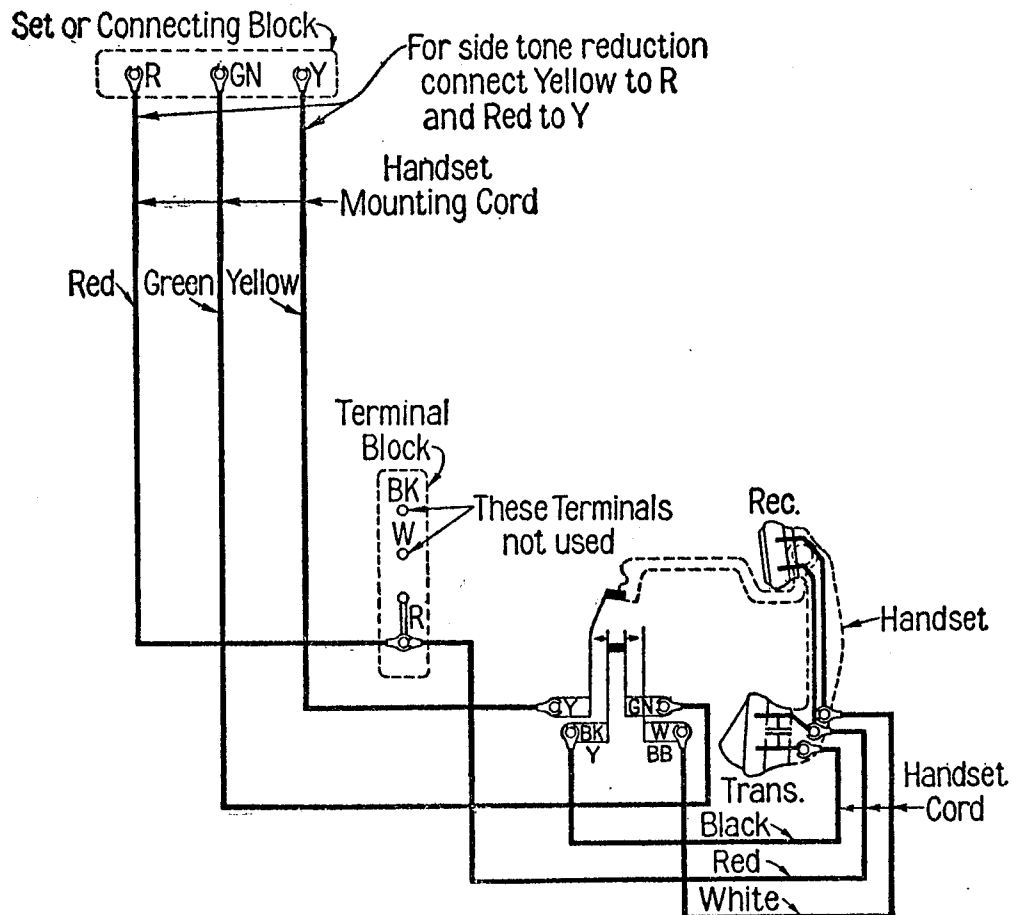 Set or Connecting Block
R GN Y
For side tone reduction
connect Yellow to R
and Red to Y
Handset
Mounting Cord
Red Green Yellow
Terminal
Block
BK
W
R
These Terminals
not used
Rec.
Handset
Y GN
BK W
Y BB
Trans.
Handset
Cord
Black
Red
White